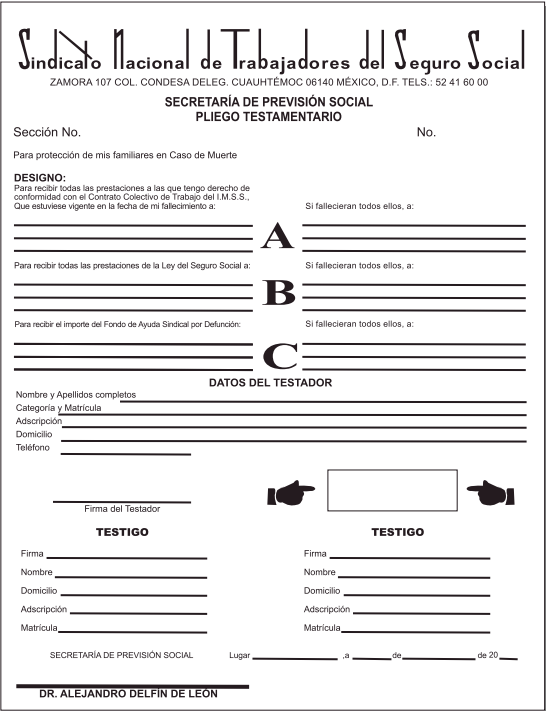 Sindicato Nacional de Trabajadores del Seguro Social
ZAMORA 107 COL. CONDESA DELEG. CUAUHTÉMOC 06140 MÉXICO, D.F. TELS.: 52 41 60 00
SECRETARÍA DE PREVISIÓN SOCIAL
PLIEGO TESTAMENTARIO
Sección No. No.
Para protección de mis familiares en Caso de Muerte
DESIGNO:
Para recibir todas las prestaciones a las que tengo derecho de
conformidad con el Contrato Colectivo de Trabajo del I.M.S.S.,
Que estuviese vigente en la fecha de mi fallecimiento a: Si fallecieran todos ellos, a:
A
Para recibir todas las prestaciones de la Ley del Seguro Social a: Si fallecieran todos ellos, a:
B
Para recibir el importe del Fondo de Ayuda Sindical por Defunción: Si fallecieran todos ellos, a:
C
DATOS DEL TESTADOR
Nombre y Apellidos completos
Categoría y Matrícula
Adscripción
Domicilio
Teléfono
Firma del Testador
TESTIGO TESTIGO
Firma Firma
Nombre Nombre
Domicilio Domicilio
Adscripción Adscripción
Matrícula Matrícula
SECRETARÍA DE PREVISIÓN SOCIAL Lugar ,a de de 20
DR. ALEJANDRO DELFÍN DE LEÓN